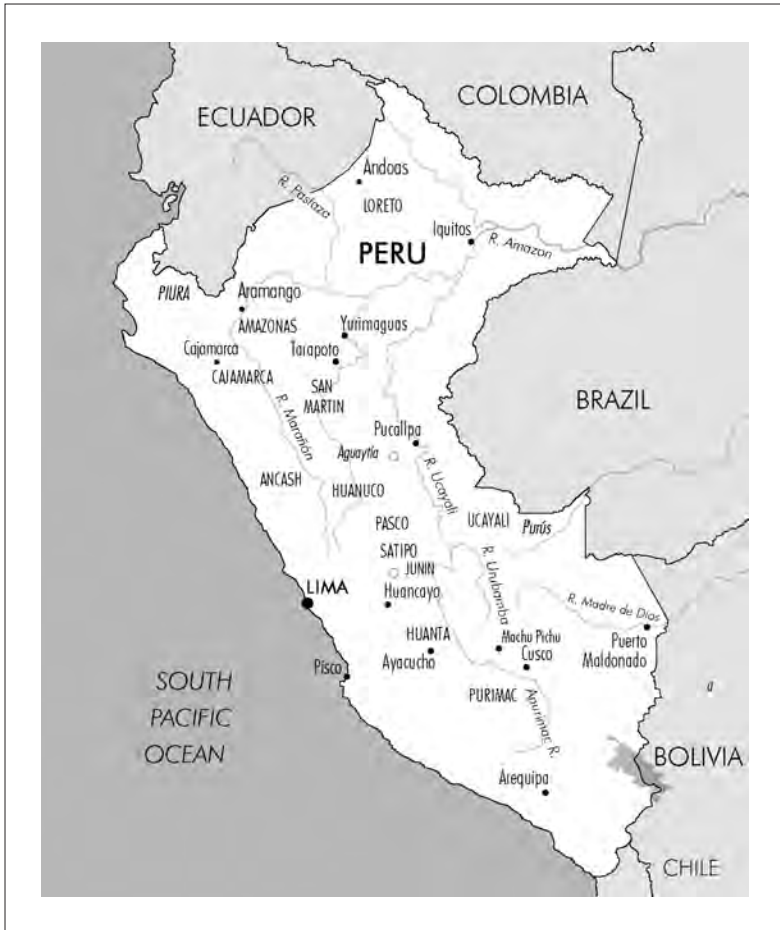 COLOMBIA
ECUADOR
Andoas
R. Pastaza
LORETO
Iquitos
R. Amazon
PERU
PIURA
Aramango
AMAZONAS
Yurimaguas
Cajamarca
Tarapoto
CAJAMARCA
SAN
MARTIN
BRAZIL
R. Marañón
Pucallpa
Aguaytía
R. Ucayali
ANCASH
HUANUCO
PASCO
UCAYALI
Purús
SATIPO
JUNIN
R. Urubamba
LIMA
Huancayo
R. Madre de Dios
HUANTA
Machu Pichu
Puerto
Maldonado
Ayacucho
Cusco
Pisco
PURIMAC
Apurimac R.
SOUTH
PACIFIC
OCEAN
a
BOLIVIA
Arequipa
CHILE